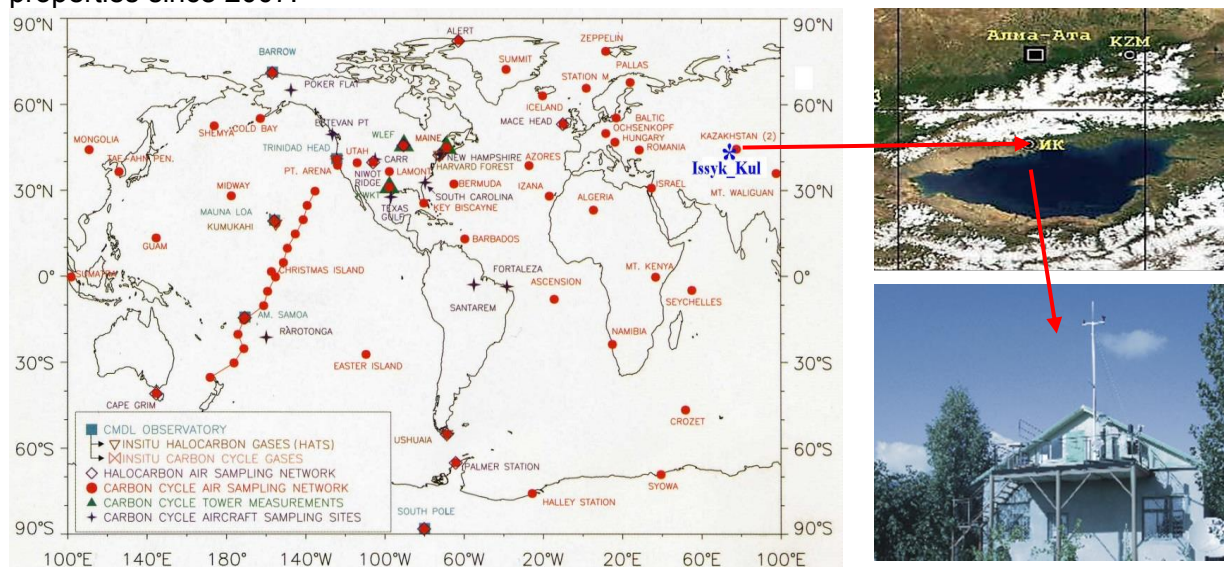 properties since 2007.
90°N
60°N
30°N
0°
30°S
60°S
90°S
90°N
60°N
30°N
0°
30°S
60°S
90°S
100°E
140°E
180°
140°W
100°W
60°W
20°W
20°E
60°E
100°E
ALERT
ZEPPELIN
BARROW
SUMMIT
STATION M
PALLAS
POKER FLAT
ICELAND
COLD BAY
SHEMYA
ESTEVAN PT
MACE HEAD
BALTIC
OCHSENKOPF
HUNGARY
ROMANIA
KAZAKHSTAN (2)
Issyk_Kul
MONGOLIA
TAE-AHN PEN.
TRINIDAD HEAD
UTAH
WLEF
MAINE
NEW HAMPSHIRE
HARVARD FOREST
AZORES
PT. ARENA
CARR
NIWOT
RIDGE
LAMONT
BERMUDA
SOUTH CAROLINA
KEY BISCAYNE
TEXAS
GULF
IZANA
ALGERIA
ISRAEL
MT. WALIGUAN
MIDWAY
MAUNA LOA
KUMUKAHI
GUAM
BARBADOS
SUMATRA
CHRISTMAS ISLAND
FORTALEZA
SANTAREM
ASCENSION
MT. KENYA
SEYCHELLES
AM. SAMOA
RAROTONGA
NAMIBIA
EASTER ISLAND
CAPE GRIM
CROZET
USHUAIA
PALMER STATION
HALLEY STATION
SYOWA
SOUTH POLE
CMDL OBSERVATORY
INSITU HALOCARBON GASES (HATS)
INSITU CARBON CYCLE GASES
HALOCARBON AIR SAMPLING NETWORK
CARBON CYCLE AIR SAMPLING NETWORK
CARBON CYCLE TOWER MEASUREMENTS
CARBON CYCLE AIRCRAFT SAMPLING SITES
Алма-Ата
KZM
ИК